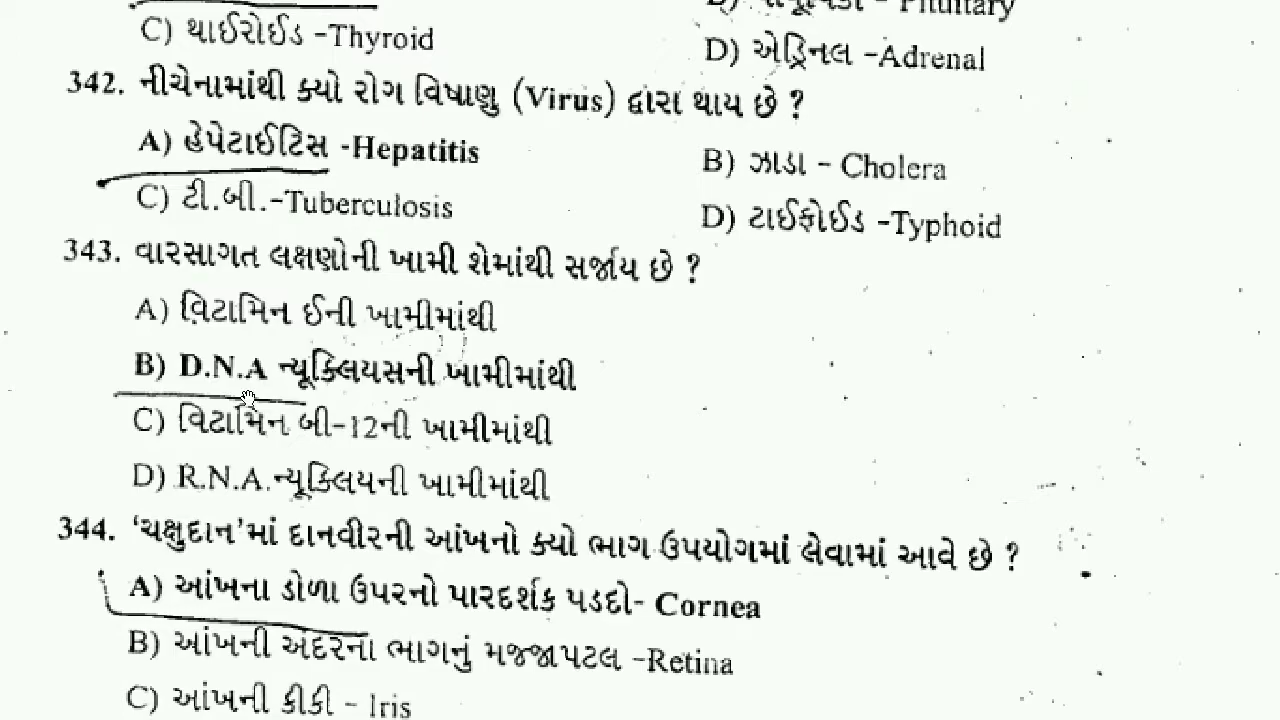 C) થાઈરોઈડ -Thyroid
- Pituitary
D) એડ્રિનલ -Adrenal
342. નીચેનામાંથી ક્યો રોગ વિષાણુ (Virus) દ્વારા થાય છે ?
A) હેપેટાઈટિસ -Hepatitis
B) ઝાડા - Cholera
C) ટી.બી.-Tuberculosis
D) ટાઈફોઈડ -Typhoid
343. વારસાગત લક્ષણોની ખામી શેમાંથી સર્જાય છે ?
A) વિટામિન ઈની ખામીમાંથી
B) D.N.A ન્યૂક્લિયસની ખામીમાંથી
C) વિટામિન બી-12ની ખામીમાંથી
D) R.N.A.ન્યૂક્લિયની ખામીમાંથી
344. ‘ચક્ષુદાન’માં દાનવીરની આંખનો ક્યો ભાગ ઉપયોગમાં લેવામાં આવે છે ?
A) આંખના ડોળા ઉપરનો પારદર્શક પડદો- Cornea
B) આંખની અંદરના ભાગનું મજ્જાપટલ -Retina
C) આંખની કીકી - Iris